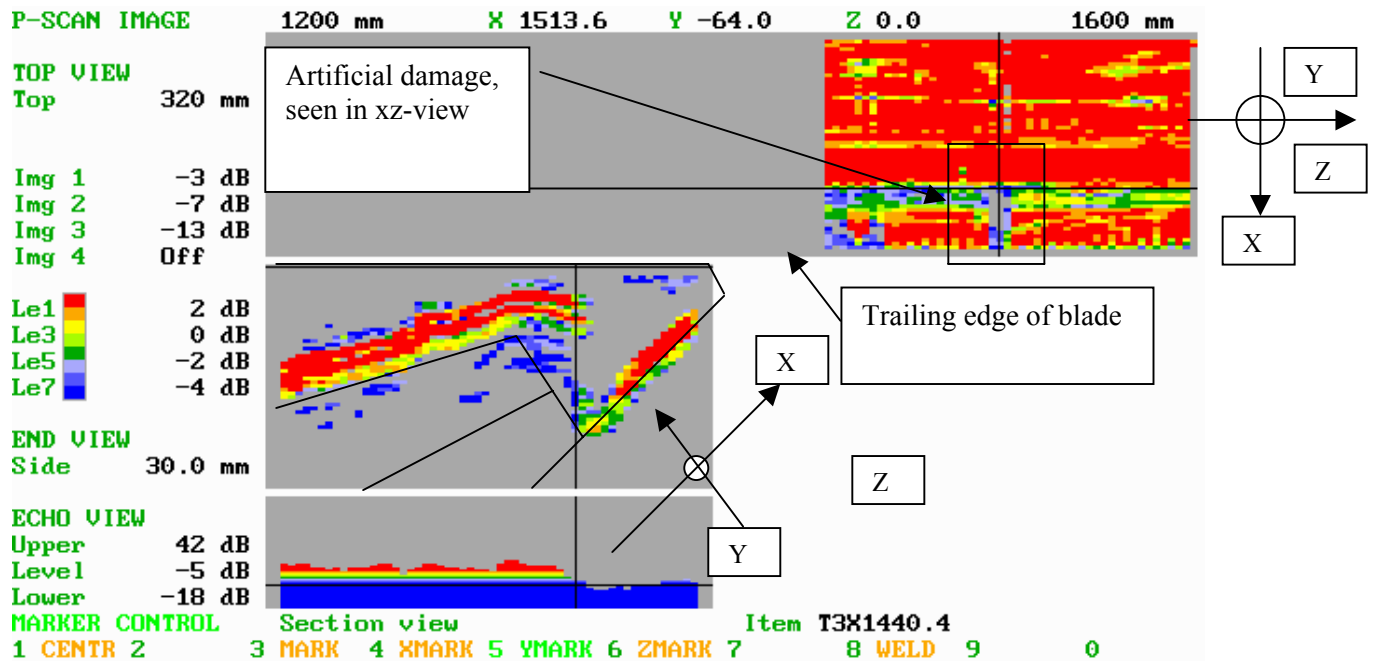 P-SCAN IMAGE 1200 mm X 1513.6 Y -64.0 Z 0.0 1600 mm
TOP VIEW
Top 320 mm
Img 1 -3 dB
Img 2 -7 dB
Img 3 -13 dB
Img 4 Off
Artificial damage,
seen in xz-view
Y
Z
X
Le1 2 dB
Le3 0 dB
Le5 -2 dB
Le7 -4 dB
Trailing edge of blade
X
END VIEW
Side 30.0 mm
Z
Y
ECHO VIEW
Upper 42 dB
Level -5 dB
Lower -18 dB
MARKER CONTROL Section view Item T3X1440.4
1 CENTR 2 3 MARK 4 XMARK 5 YMARK 6 ZMARK 7 8 WELD 9 0